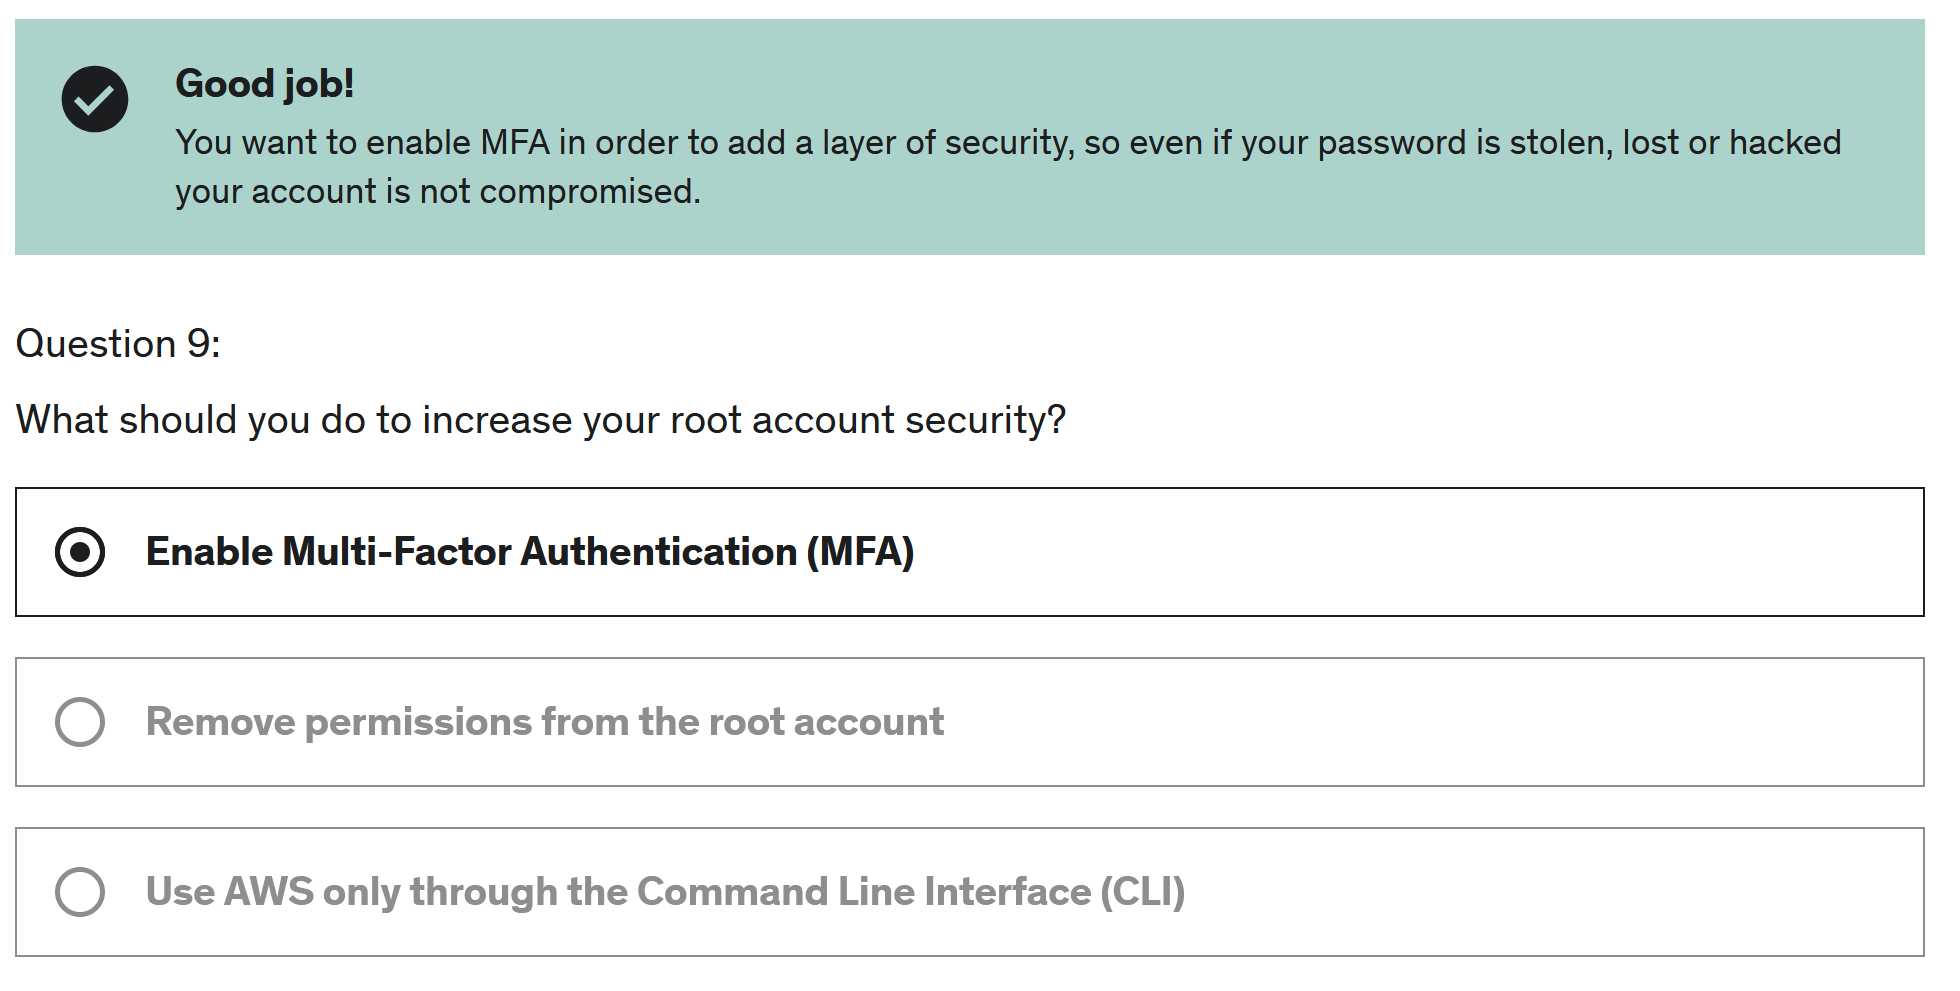 Good job!
You want to enable MFA in order to add a layer of security, so even if your password is stolen, lost or hacked
your account is not compromised.
Question 9:
What should you do to increase your root account security?
Enable Multi-Factor Authentication (MFA)
Remove permissions from the root account
Use AWS only through the Command Line Interface (CLI)